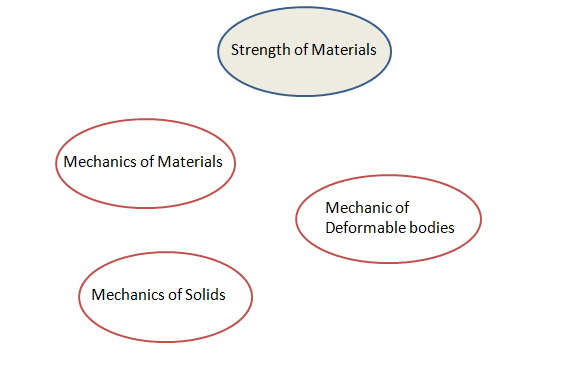 Strength of Materials
Mechanics of Materials
Mechanic of
Deformable bodies
Mechanics of Solids